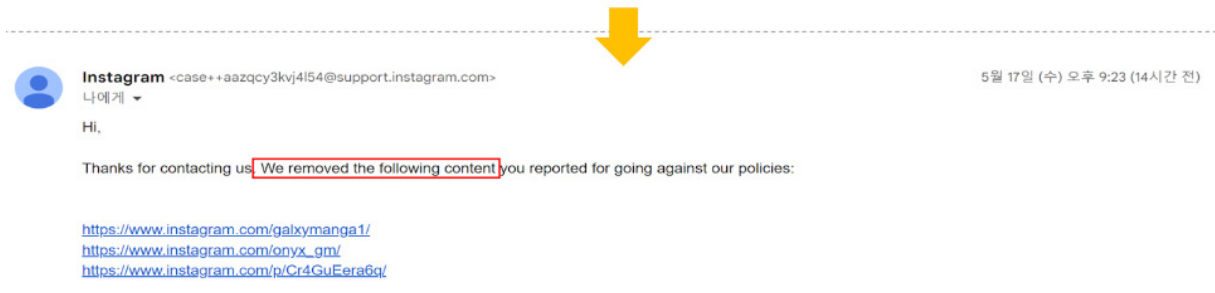 Instagram <case++aazqcy3kvj4l54@support.instagram.com>
5월 17일 (수) 오후 9:23 (14시간 전)
나에게
Hi,
Thanks for contacting us. We removed the following content you reported for going against our policies:
https://www.instagram.com/galxymanga1/
https://www.instagram.com/onyx_gm/
https://www.instagram.com/p/Cr4GuEera6q/